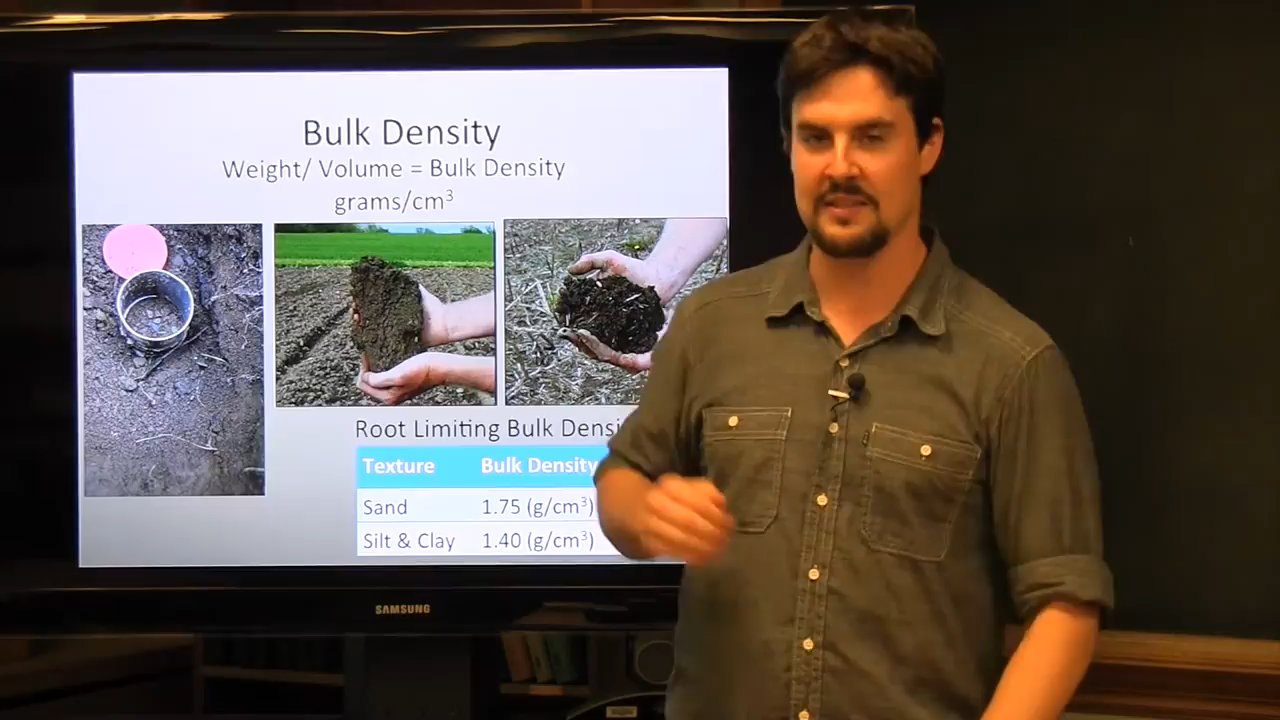 Bulk Density
Weight/ Volume = Bulk Density
grams/cm³
Root Limiting Bulk Densi
Texture Bulk Density
Sand 1.75 (g/cm³)
Silt & Clay 1.40 (g/cm³)
SAMSUNG